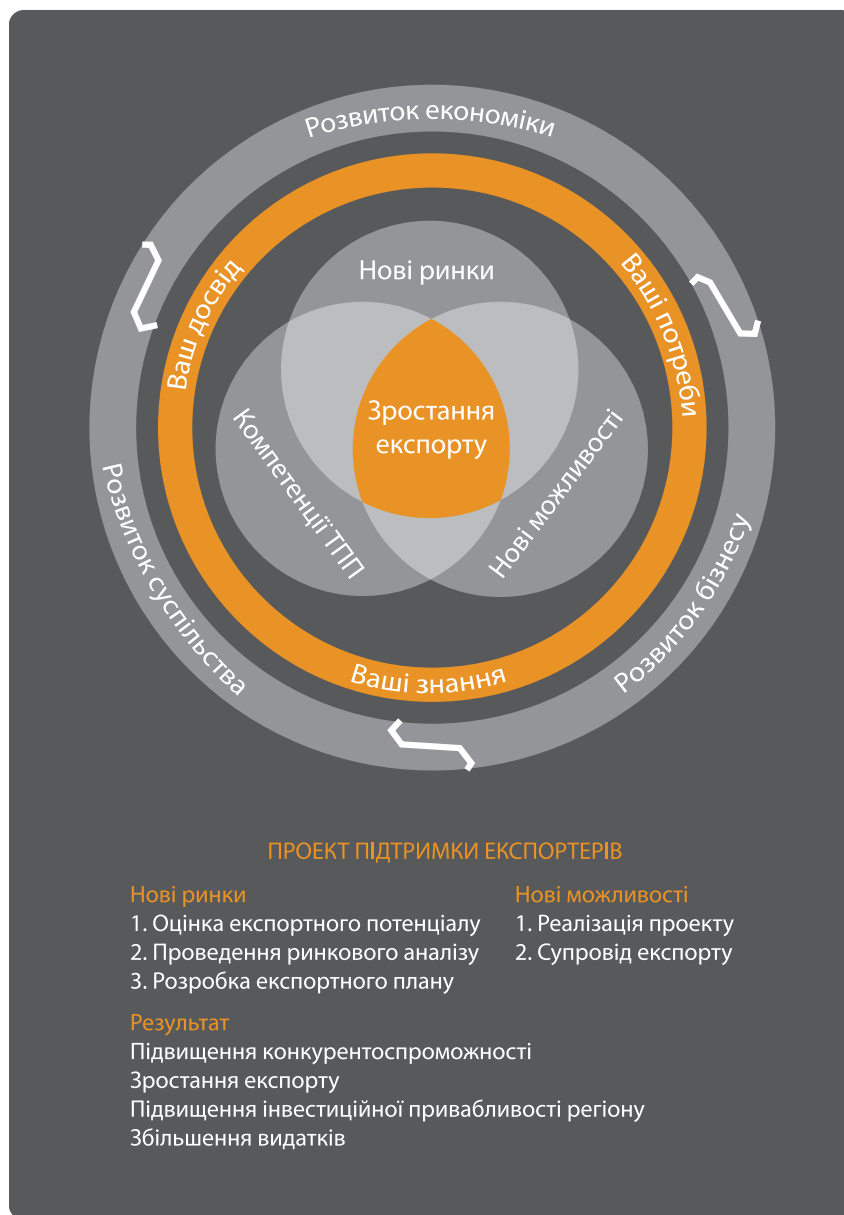 Розвиток економіки
Ваш досвід
Нові ринки
Ваші потреби
Зростання
експорту
Компетенції ТПП
Нові можливості
Розвиток суспільства
Розвиток бізнесу
Ваші знання
ПРОЕКТ ПІДТРИМКИ ЕКСПОРТЕРІВ
Нові ринки
1. Оцінка експортного потенціалу
2. Проведення ринкового аналізу
3. Розробка експортного плану
Нові можливості
1. Реалізація проекту
2. Супровід експорту
Результат
Підвищення конкурентоспроможності
Зростання експорту
Підвищення інвестиційної привабливості регіону
Збільшення видатків